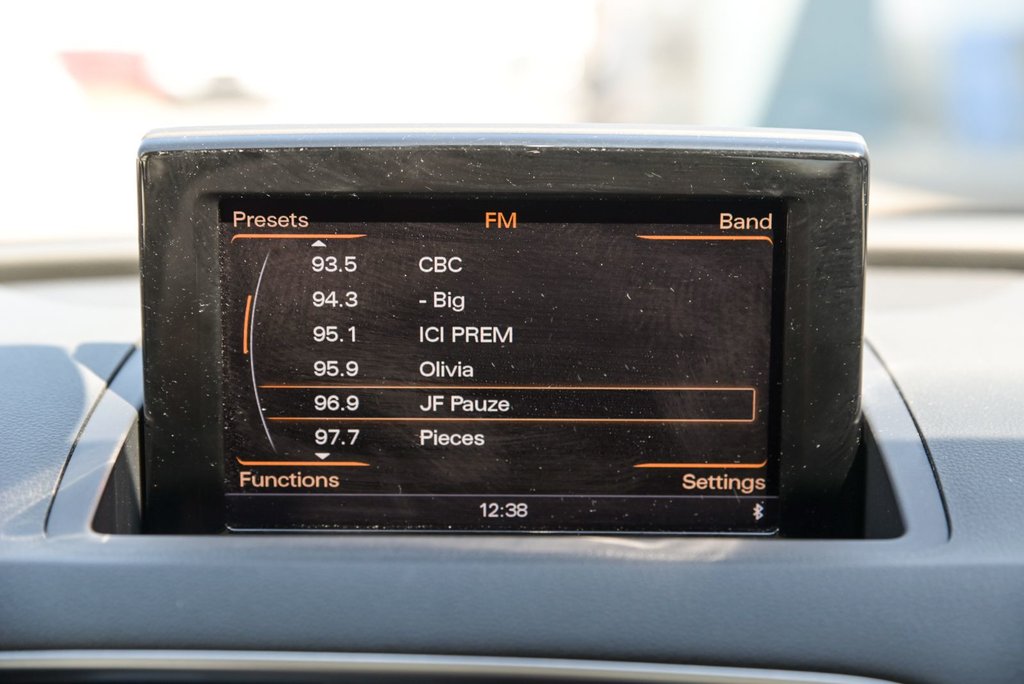 Presets FM Band
93.5 CBC
94.3 - Big
95.1 ICI PREM
95.9 Olivia
96.9 JF Pauze
97.7 Pieces
Functions Settings
12:38